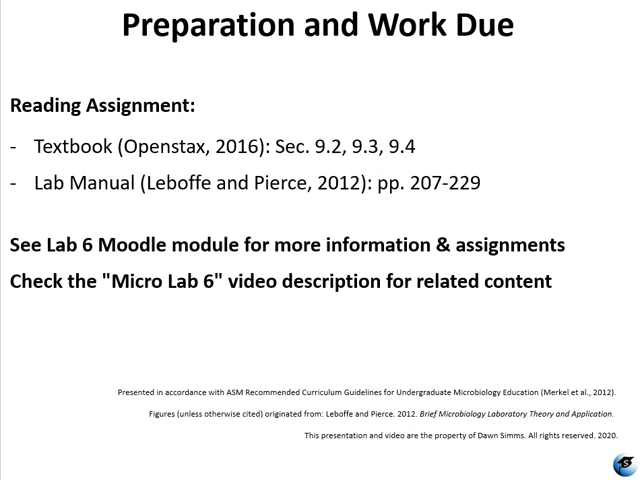 Preparation and Work Due
Reading Assignment:
- Textbook (Openstax, 2016): Sec. 9.2, 9.3, 9.4
- Lab Manual (Leboffe and Pierce, 2012): pp. 207-229
See Lab 6 Moodle module for more information & assignments
Check the "Micro Lab 6" video description for related content
Presented in accordance with ASM Recommended Curriculum Guidelines for Undergraduate Microbiology Education (Merkel et al., 2012).
Figures (unless otherwise cited) originated from: Leboffe and Pierce. 2012. Brief Microbiology Laboratory Theory and Application.
This presentation and video are the property of Dawn Simms. All rights reserved. 2020.
S